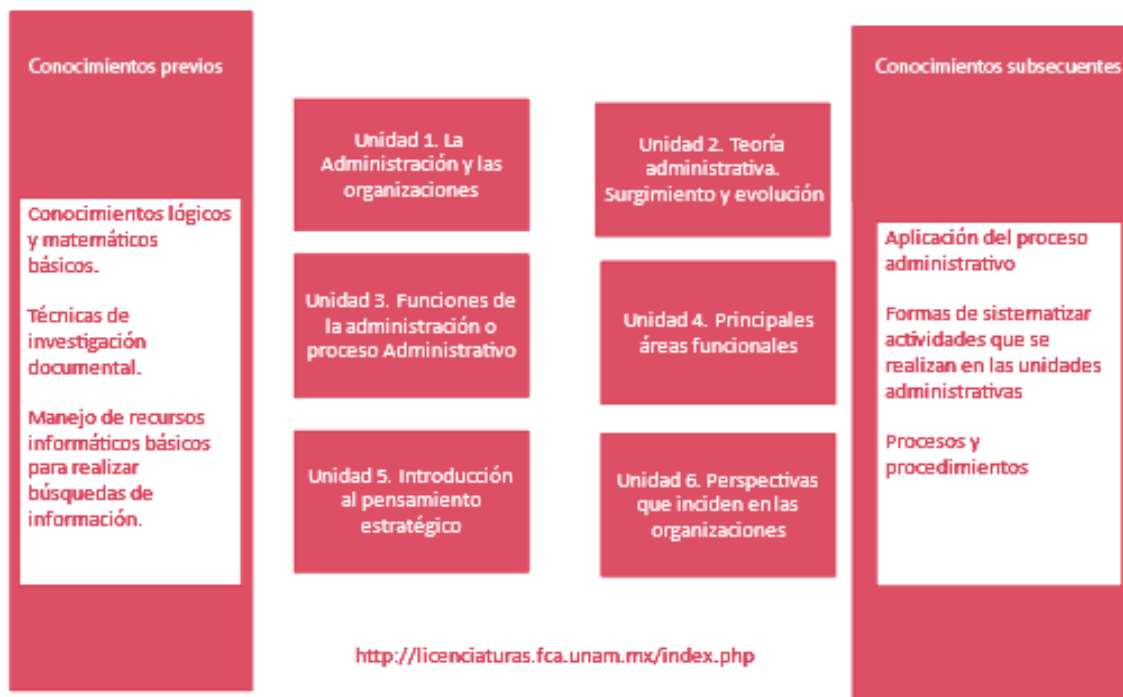 Conocimientos previos
Conocimientos lógicos
y matemáticos
básicos.
Técnicas de
investigación
documental.
Manejo de recursos
informáticos básicos
para realizar
búsquedas de
información.
Unidad 1. La
Administración y las
organizaciones
Unidad 2. Teoría
administrativa.
Surgimiento y evolución
Unidad 3. Funciones de
la administración o
proceso Administrativo
Unidad 4. Principales
áreas funcionales
Unidad 5. Introducción
al pensamiento
estratégico
Unidad 6. Perspectivas
que inciden en las
organizaciones
http://licenciaturas.fca.unam.mx/index.php
Conocimientos subsecuentes
Aplicación del proceso
administrativo
Formas de sistematizar
actividades que se
realizan en las unidades
administrativas
Procesos y
procedimientos